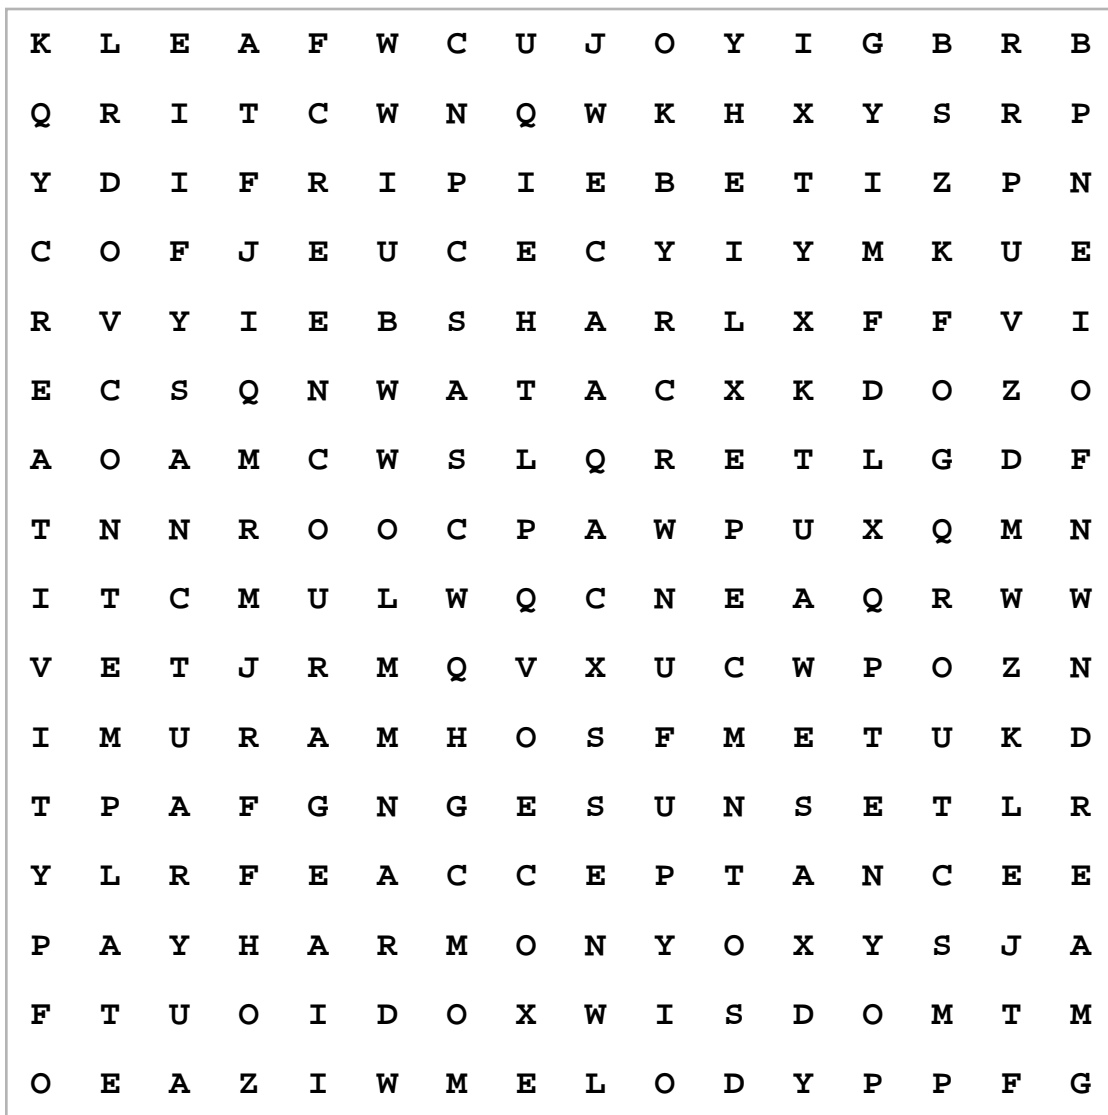 K L E A F W C U J O Y I G B R B
Q R I T C W N Q W K H X Y S R P
Y D I F R I P I E B E T I Z P N
C O F J E U C E C Y I Y M K U E
R V Y I E B S H A R L X F F V I
E C S Q N W A T A C X K D O Z O
A O A M C W S L Q R E T L G D F
T N N R O O C P A W P U X Q M N
I T C M U L W Q C N E A Q R W W
V E T J R M Q V X U C W P O Z N
I M U R A M H O S F M E T U K D
T P A F G N G E S U N S E T L R
Y L R F E A C C E P T A N C E E
P A Y H A R M O N Y O X Y S J A
F T U O I D O X W I S D O M T M
O E A Z I W M E L O D Y P P F G